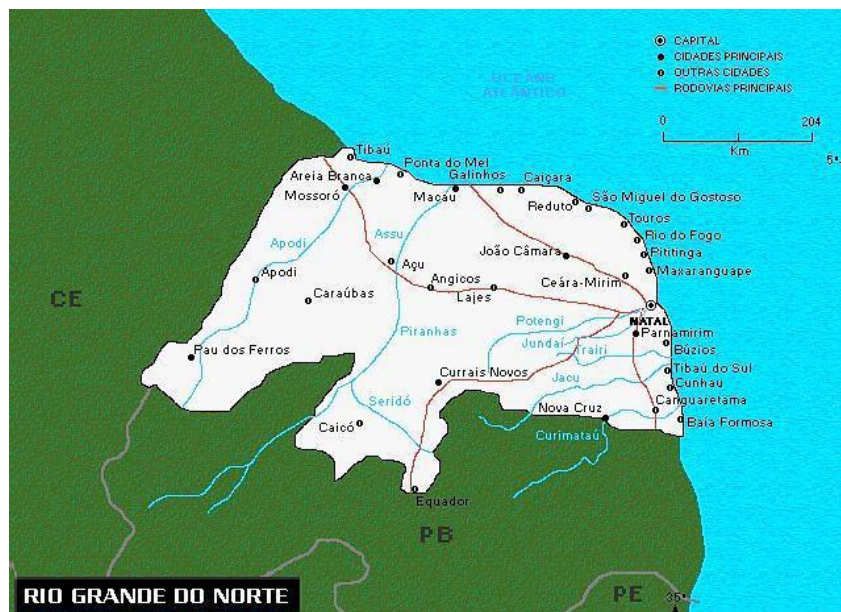 CAPITAL
CIDADES PRINCIPAIS
OUTRAS CIDADES
RODOVIAS PRINCIPAIS
OCEANO
ATLÂNTICO
0 204
Km
5°
Tibaú
Ponta do Mel
Areia Branca
Galinhos
Caiçara
Mossoró
Macau
Reduto
São Miguel do Gostoso
Touros
Assu
Apodi
Rio do Fogo
João Câmara
Pititinga
Açu
Maxaranguape
Apodi
Angicos
Ceára-Mirim
Lajes
Caraúbas
CE
Potengi
NATAL
Piranhas
Parnamirim
Jundaí
Trairi
Búzios
Pau dos Ferros
Tibaú do Sul
Currais Novos
Jacu
Cunhau
Seridó
Canguaretama
Nova Cruz
Baía Formosa
Caicó
Curimataú
Equador
PB
RIO GRANDE DO NORTE
PE
35°